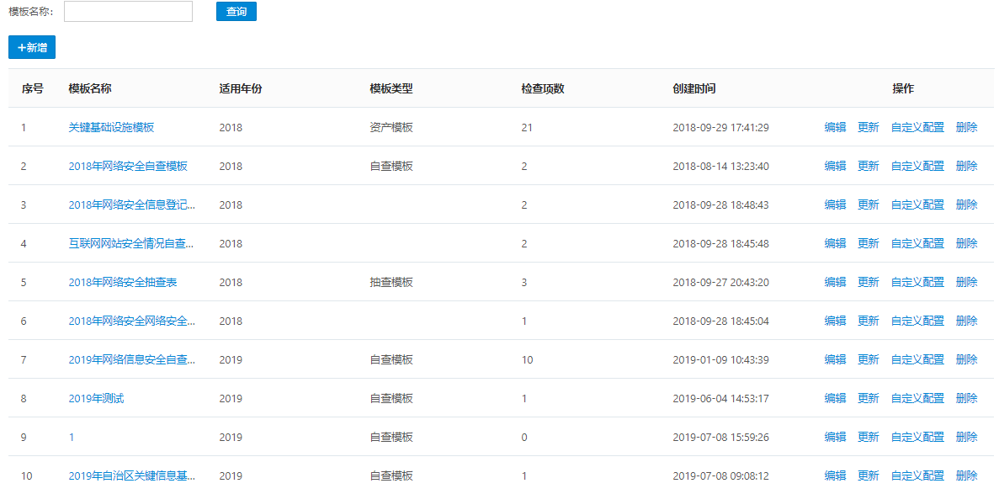 模板名称： 查询
+新增
序号 模板名称 适用年份 模板类型 检查项数 创建时间 操作
1 关键基础设施模板 2018 资产模板 21 2018-09-29 17:41:29 编辑 更新 自定义配置 删除
2 2018年网络安全自查模板 2018 自查模板 2 2018-08-14 13:23:40 编辑 更新 自定义配置 删除
3 2018年网络安全信息登记... 2018 2 2018-09-28 18:48:43 编辑 更新 自定义配置 删除
4 互联网网站安全情况自查... 2018 2 2018-09-28 18:45:48 编辑 更新 自定义配置 删除
5 2018年网络安全抽查表 2018 抽查模板 3 2018-09-27 20:43:20 编辑 更新 自定义配置 删除
6 2018年网络安全网络安全... 2018 1 2018-09-28 18:45:04 编辑 更新 自定义配置 删除
7 2019年网络信息安全自查... 2019 自查模板 10 2019-01-09 10:43:39 编辑 更新 自定义配置 删除
8 2019年测试 2019 自查模板 1 2019-06-04 14:53:17 编辑 更新 自定义配置 删除
9 1 2019 自查模板 0 2019-07-08 15:59:26 编辑 更新 自定义配置 删除
10 2019年自治区关键信息基... 2019 自查模板 1 2019-07-08 09:08:12 编辑 更新 自定义配置 删除